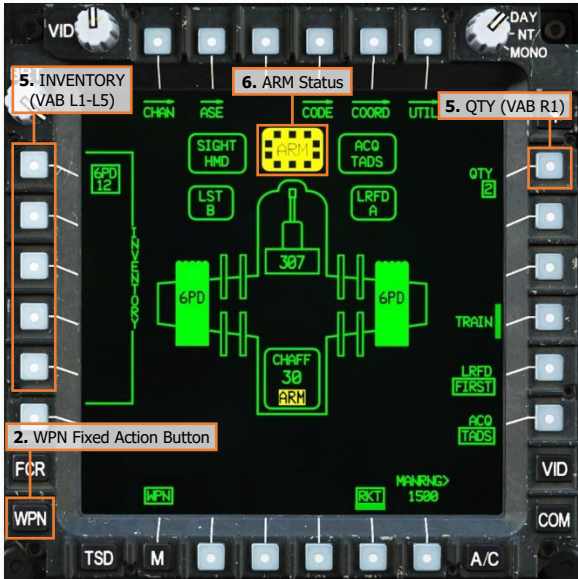 VID
DAY
NT
MONO
5. INVENTORY
(VAB L1-L5)
6. ARM Status
5. QTY (VAB R1)
CHAN
ASE
CODE
COORD
UTIL
SIGHT
HMD
ARM
ACQ
TADS
LST
B
LRFD
A
6PD
12
QTY
2
INVENTORY
307
6PD
6PD
TRAIN
CHAFF
30
ARM
LRFD
FIRST
ACQ
TADS
2. WPN Fixed Action Button
FCR
VID
WPN
WPN
RKT
MANRNG>
1500
COM
TSD
M
A/C